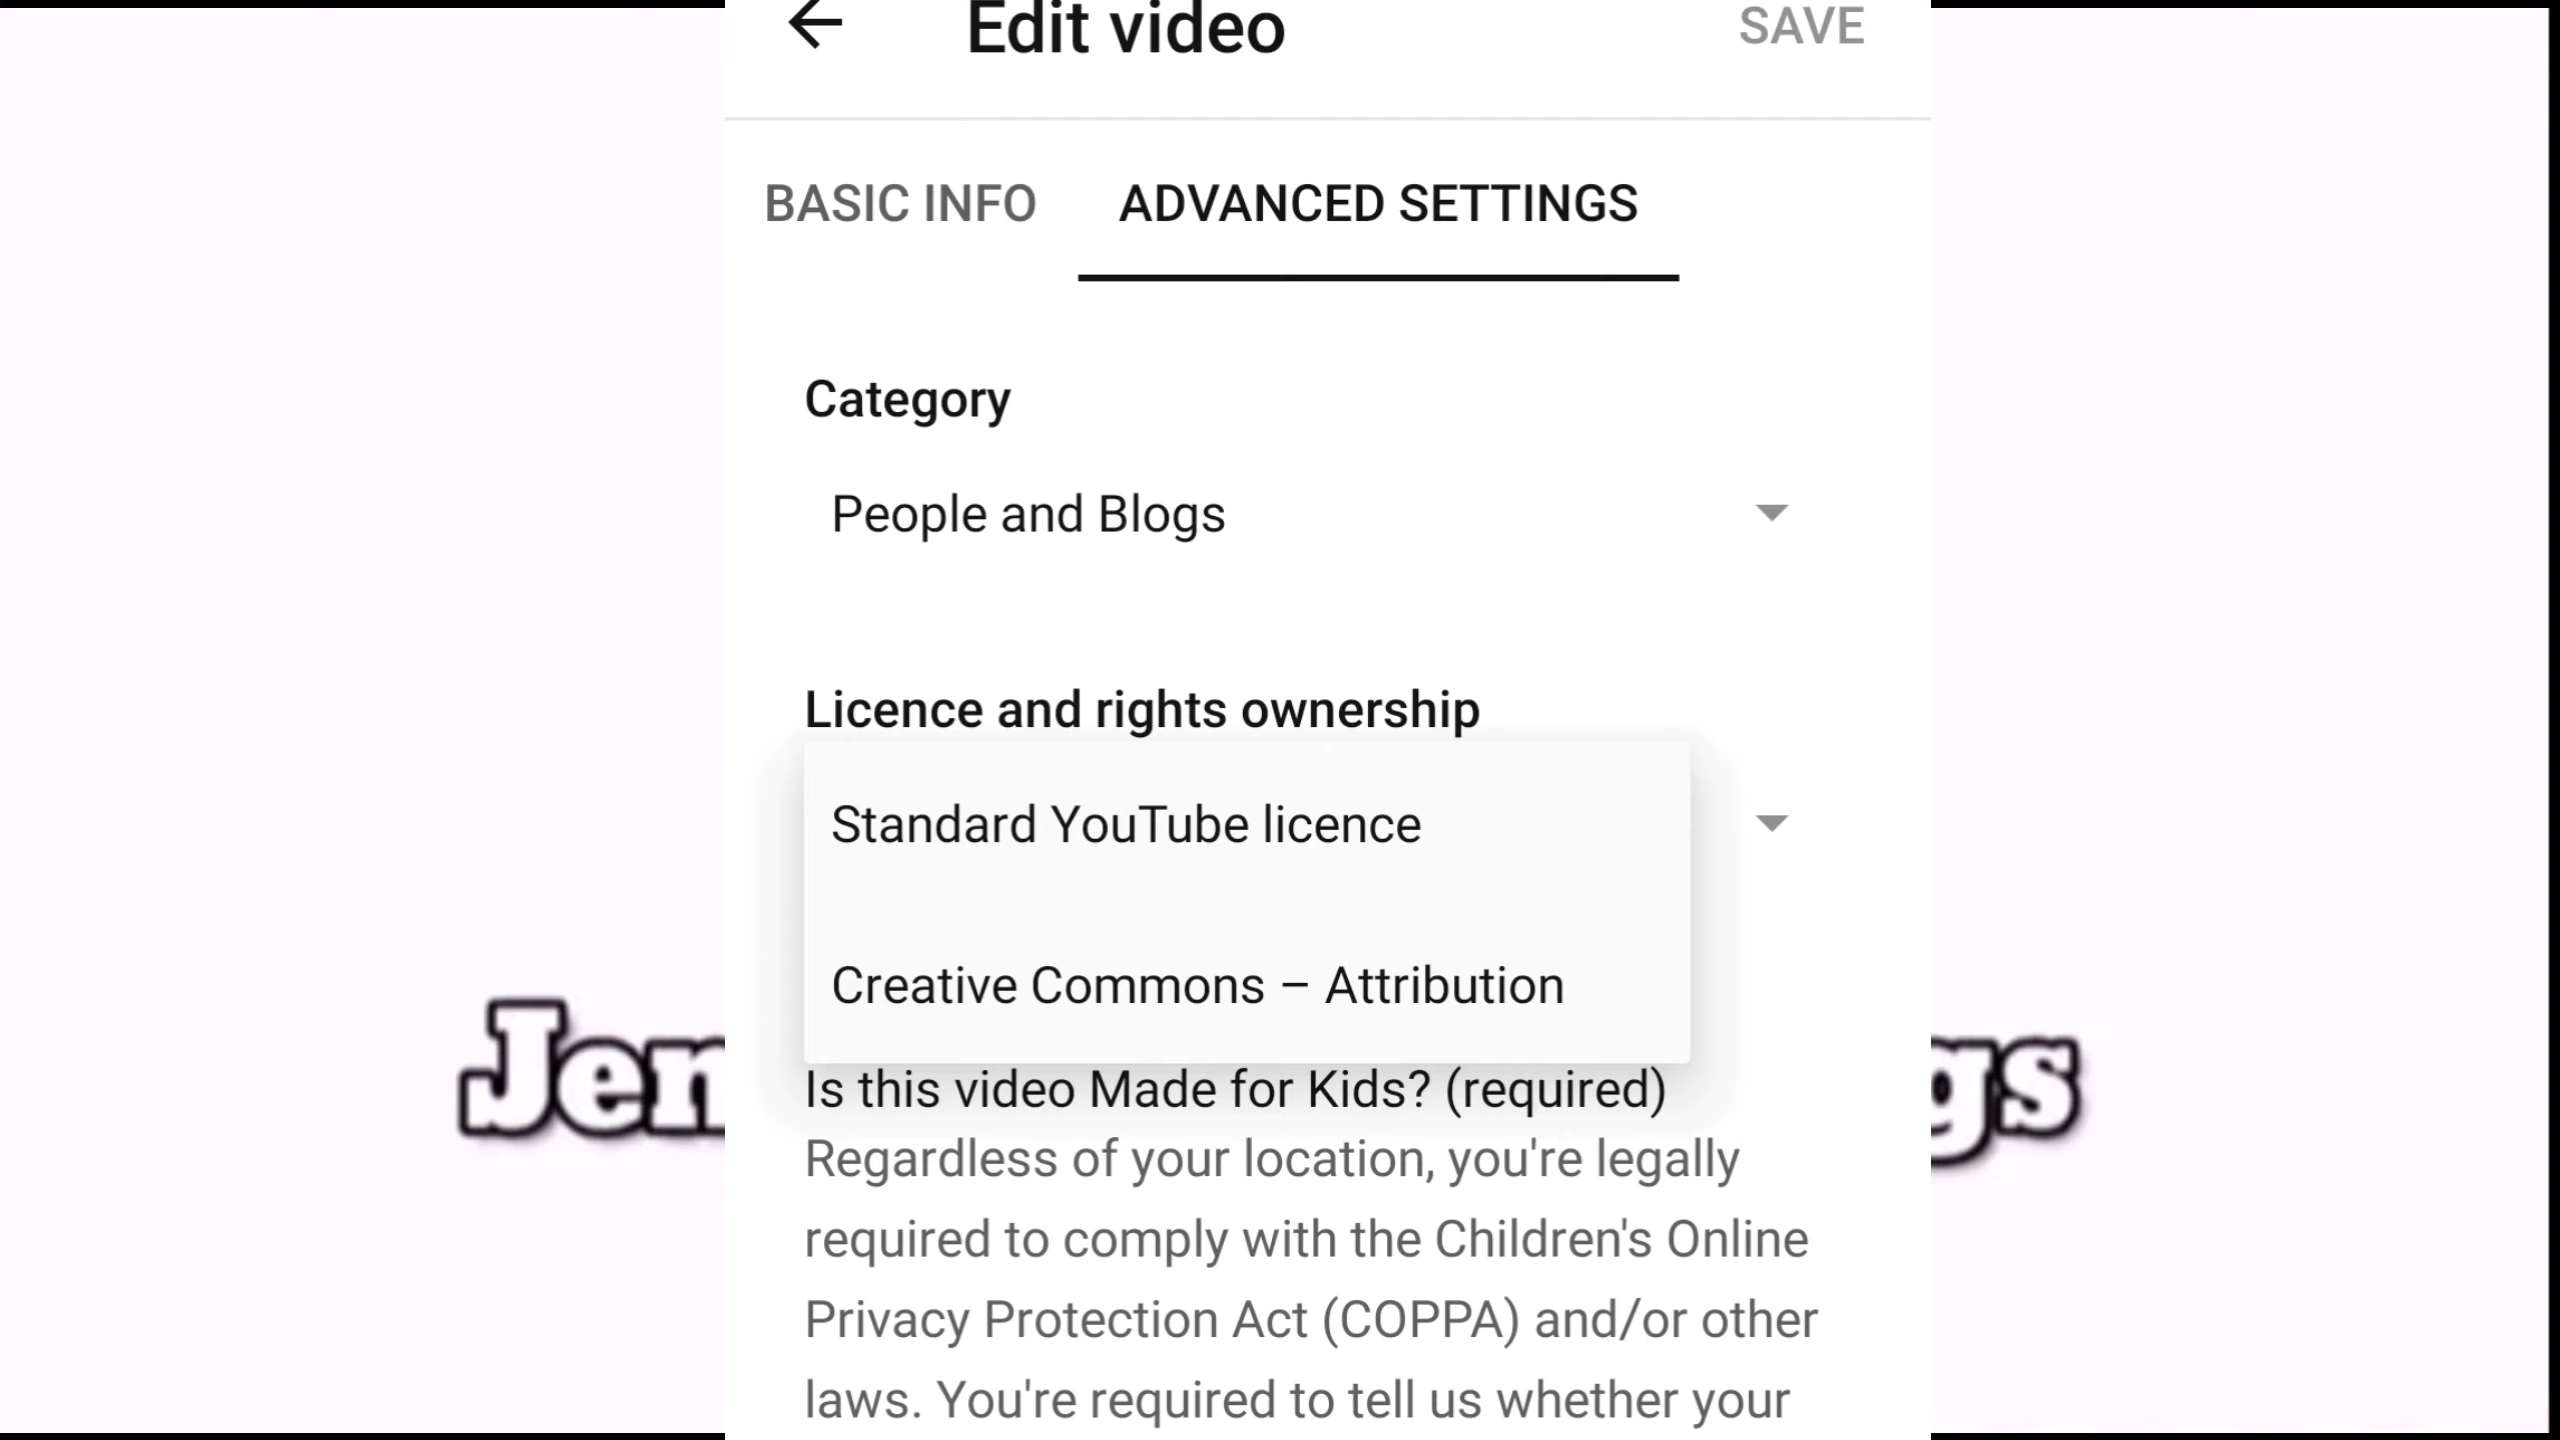 Edit video
SAVE
BASIC INFO
ADVANCED SETTINGS
Category
People and Blogs
Licence and rights ownership
Standard YouTube licence
Creative Commons – Attribution
Is this video Made for Kids? (required)
Regardless of your location, you're legally
required to comply with the Children's Online
Privacy Protection Act (COPPA) and/or other
laws. You're required to tell us whether your